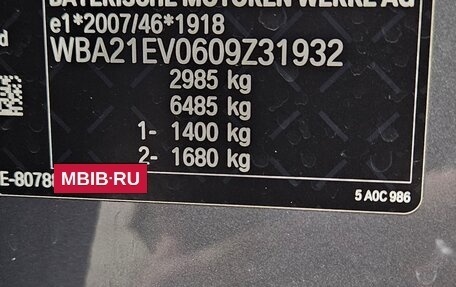 BAYERISCHE MOTOREN WERKE AG
e1*2007/46*1918
WBA21EV0609Z31932
2985 kg
6485 kg
1- 1400 kg
2- 1680 kg
MBIB·RU
5 A0C 986